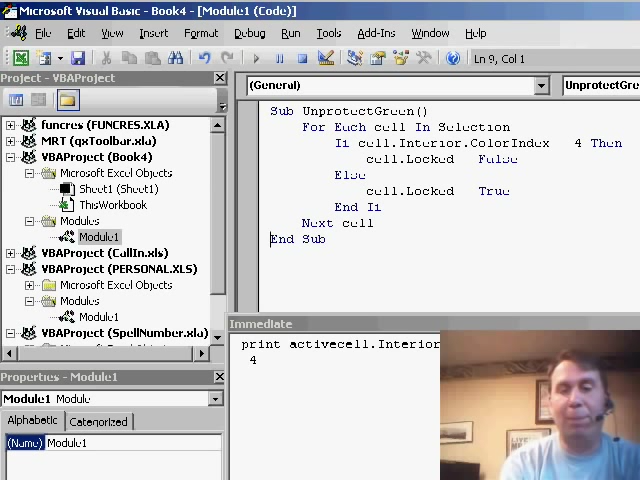 Microsoft Visual Basic - Book4 - [Module1 (Code)]
File Edit View Insert Format Debug Run Tools Add-Ins Window Help
Ln 9, Col 1
Project - VBAProject
funcres (FUNCRES.XLA)
MRT (qxToolbar.xla)
VBAProject (Book4)
Microsoft Excel Objects
Sheet1 (Sheet1)
ThisWorkbook
Modules
Module1
VBAProject (CallIn.xls)
VBAProject (PERSONAL.XLS)
Microsoft Excel Objects
Modules
Module1
VBAProject (SpellNumber.xla)
Properties - Module1
Module1 Module
Alphabetic Categorized
(Name) Module1
(General) UnprotectGreen
Sub UnprotectGreen()
For Each cell In Selection
If cell.Interior.ColorIndex 4 Then
cell.Locked False
Else
cell.Locked True
End If
Next cell
End Sub
Immediate
print activecell.Interior
4